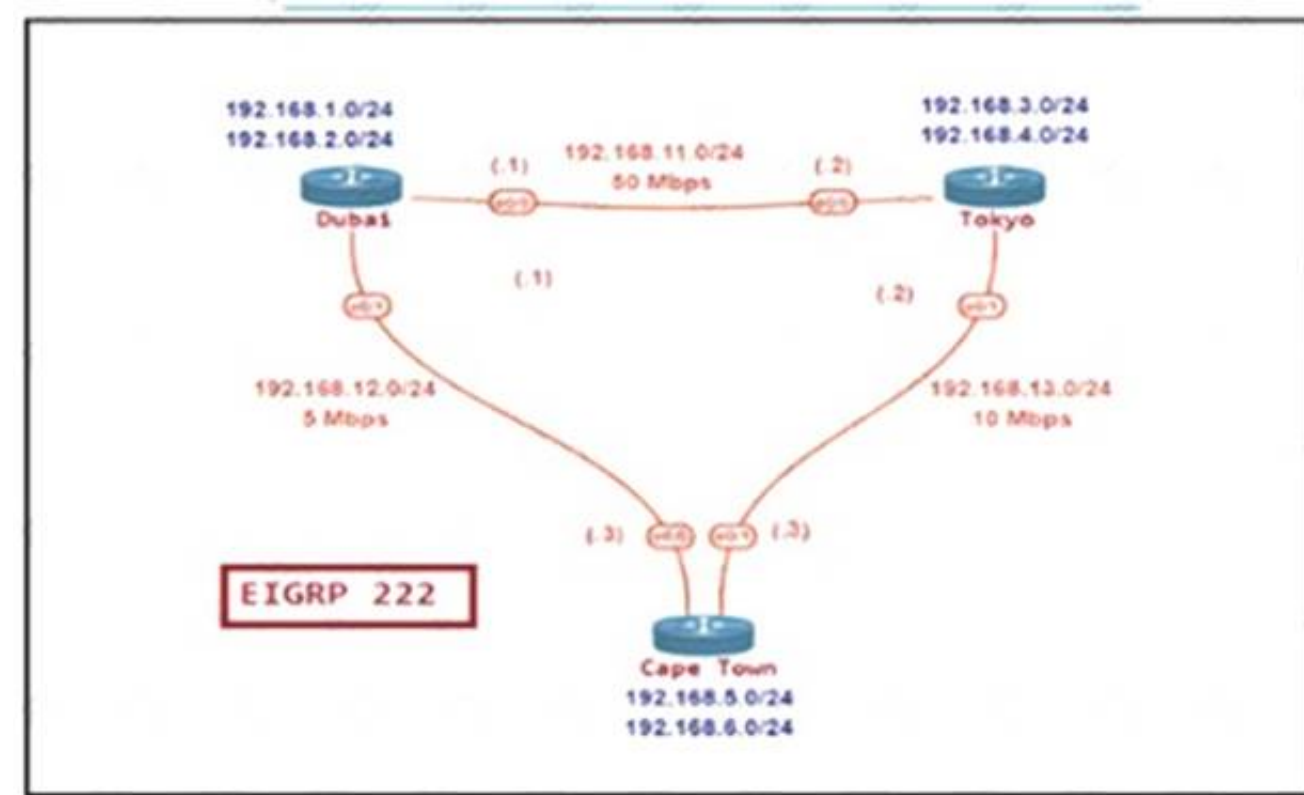 192.168.1.0/24
192.168.2.0/24
192.168.3.0/24
192.168.4.0/24
(.1)
192.168.11.0/24
50 Mbps
(.2)
Dubai
Tokyo
(.1)
(.2)
192.168.12.0/24
5 Mbps
192.168.13.0/24
10 Mbps
(.3)
(.3)
EIGRP 222
Cape Town
192.168.5.0/24
192.168.6.0/24